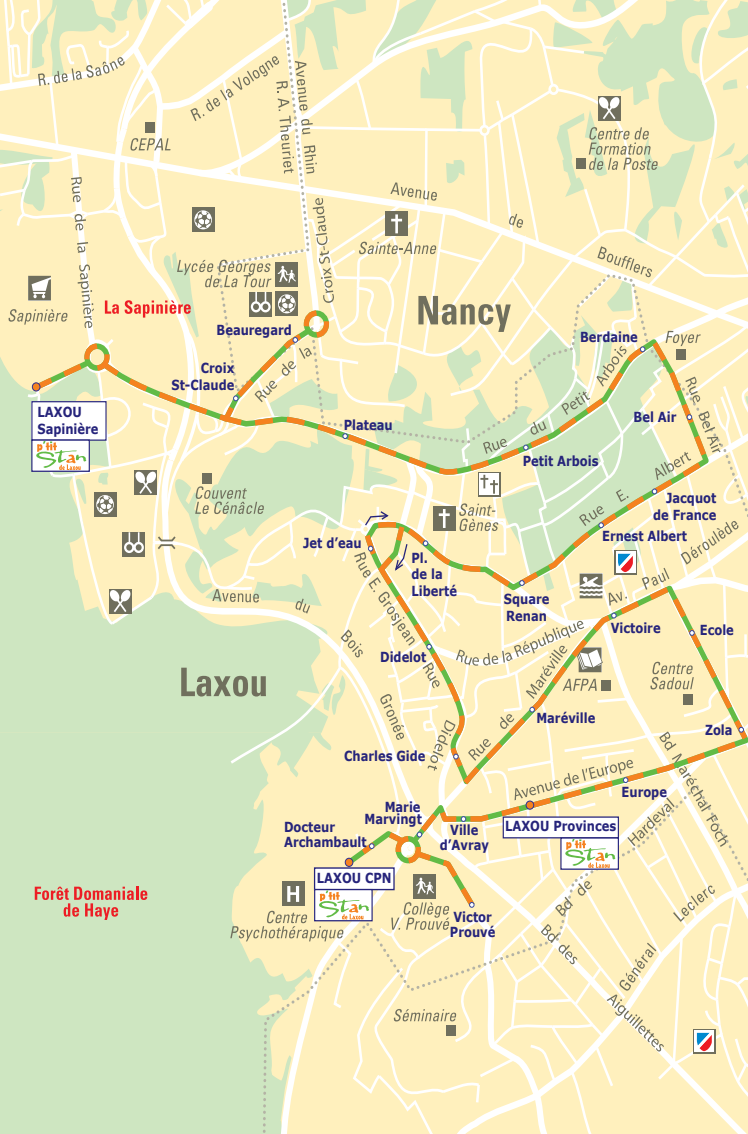 R. de la Saône
R. de la Vologne
Avenue du Rhin
R. A. Theuriet
CEPAL
Centre de
Formation
de la Poste
Rue de la Sapinière
Avenue de Boufflers
Sainte-Anne
Croix-St-Claude
Lycée Georges
de La Tour
Sapinière
La Sapinière
Nancy
Beauregard
Berdaine
Foyer
Croix
St-Claude
Rue de la
Rue du Petit Arbois
Rue Bel Air
LAXOU
Sapinière
p'tit
Stan
de Laxou
Plateau
Bel Air
Petit Arbois
Rue E. Albert
Couvent
Le Cénâcle
Jacquot
de France
Saint-
Gènes
Ernest Albert
Jet d'eau
Pl.
de la
Liberté
Rue E. Grosjean
Square
Renan
Av. Paul Déroulède
Avenue du Bois Gronée
Victoire
Ecole
Rue de la République
Didelot
Rue Didelot
Laxou
AFPA
Centre
Sadoul
Rue de Maréville
Maréville
Zola
Charles Gide
Bd Maréchal Foch
Avenue de l'Europe
Europe
Marie
Marvingt
Docteur
Archambault
Ville
d'Avray
LAXOU Provinces
p'tit
Stan
de Laxou
Bd de Hardeval
LAXOU CPN
p'tit
Stan
de Laxou
H
Forêt Domaniale
de Haye
Centre
Psychothérapique
Collège
V. Prouvé
Victor
Prouvé
Bd des Aiguillettes
Général Leclerc
Séminaire